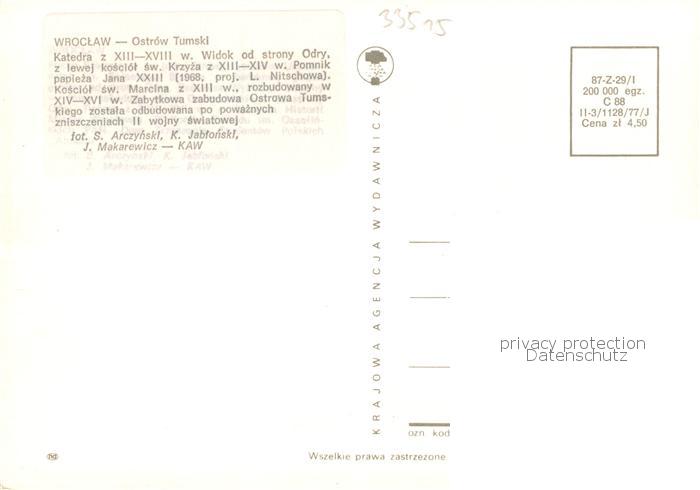 33515
WROCŁAW — Ostrów Tumski
Katedra z XIII—XVIII w. Widok od strony Odry,
z lewej kościół św. Krzyża z XIII—XIV w. Pomnik
papieża Jana XXIII (1968, proj. L. Nitschowa).
Kościół św. Marcina z XIII w., rozbudowany w
XIV—XVI w. Zabytkowa zabudowa Ostrowa Tums-
kiego została odbudowana po poważnych
zniszczeniach II wojny światowej
fot. S. Arczyński, K. Jabłoński,
J. Makarewicz — KAW
KRAJOWA AGENCJA WYDAWNICZA
87-Z-29/I
200 000 egz.
C 88
II-3/1128/77/J
Cena zł 4,50
privacy protection
Datenschutz
ozn kod
Wszelkie prawa zastrzeżone